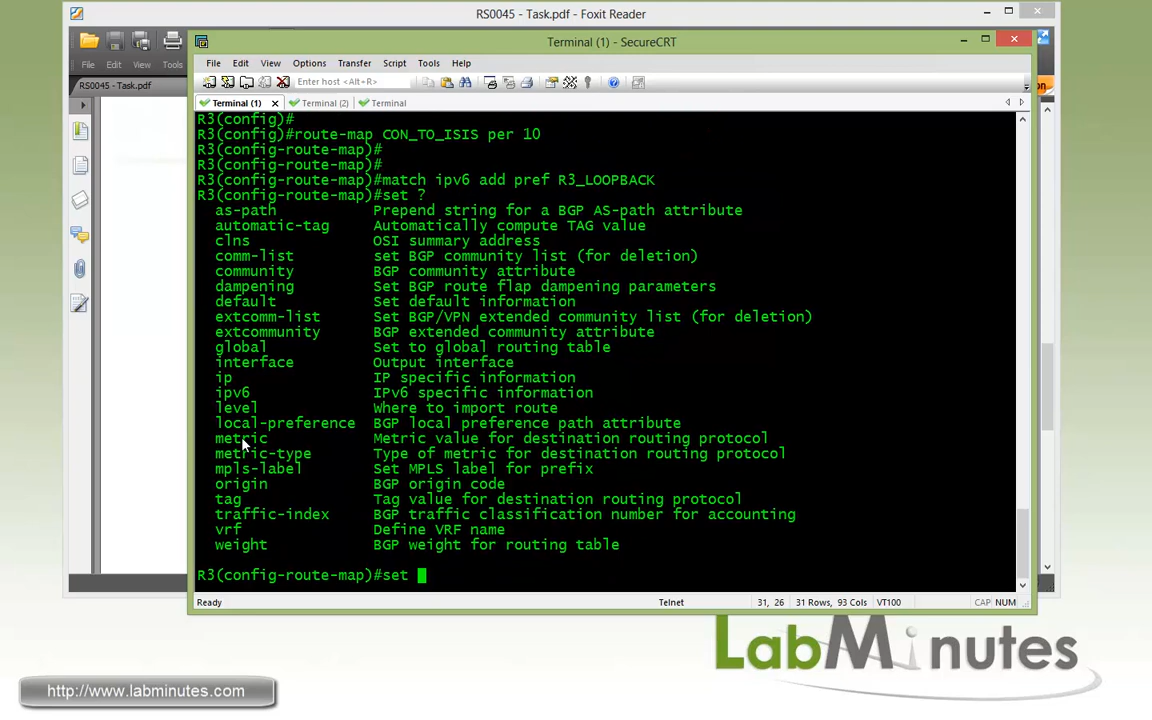 RS0045 - Task.pdf - Foxit Reader
File
Edit
View
Tools
RS0045 - Task.pdf
Terminal (1) - SecureCRT
File Edit View Options Transfer Script Tools Help
Enter host <Alt+R>
Terminal (1)
Terminal (2)
Terminal
R3(config)#
R3(config)#route-map CON_TO_ISIS per 10
R3(config-route-map)#
R3(config-route-map)#
R3(config-route-map)#match ipv6 add pref R3_LOOPBACK
R3(config-route-map)#set ?
as-path Prepend string for a BGP AS-path attribute
automatic-tag Automatically compute TAG value
clns OSI summary address
comm-list set BGP community list (for deletion)
community BGP community attribute
dampening Set BGP route flap dampening parameters
default Set default information
extcomm-list Set BGP/VPN extended community list (for deletion)
extcommunity BGP extended community attribute
global Set to global routing table
interface Output interface
ip IP specific information
ipv6 IPv6 specific information
level Where to import route
local-preference BGP local preference path attribute
metric Metric value for destination routing protocol
metric-type Type of metric for destination routing protocol
mpls-label Set MPLS label for prefix
origin BGP origin code
tag Tag value for destination routing protocol
traffic-index BGP traffic classification number for accounting
vrf Define VRF name
weight BGP weight for routing table
R3(config-route-map)#set
Ready Telnet 31, 26 31 Rows, 93 Cols VT100 CAP NUM
LabMinutes
http://www.labminutes.com